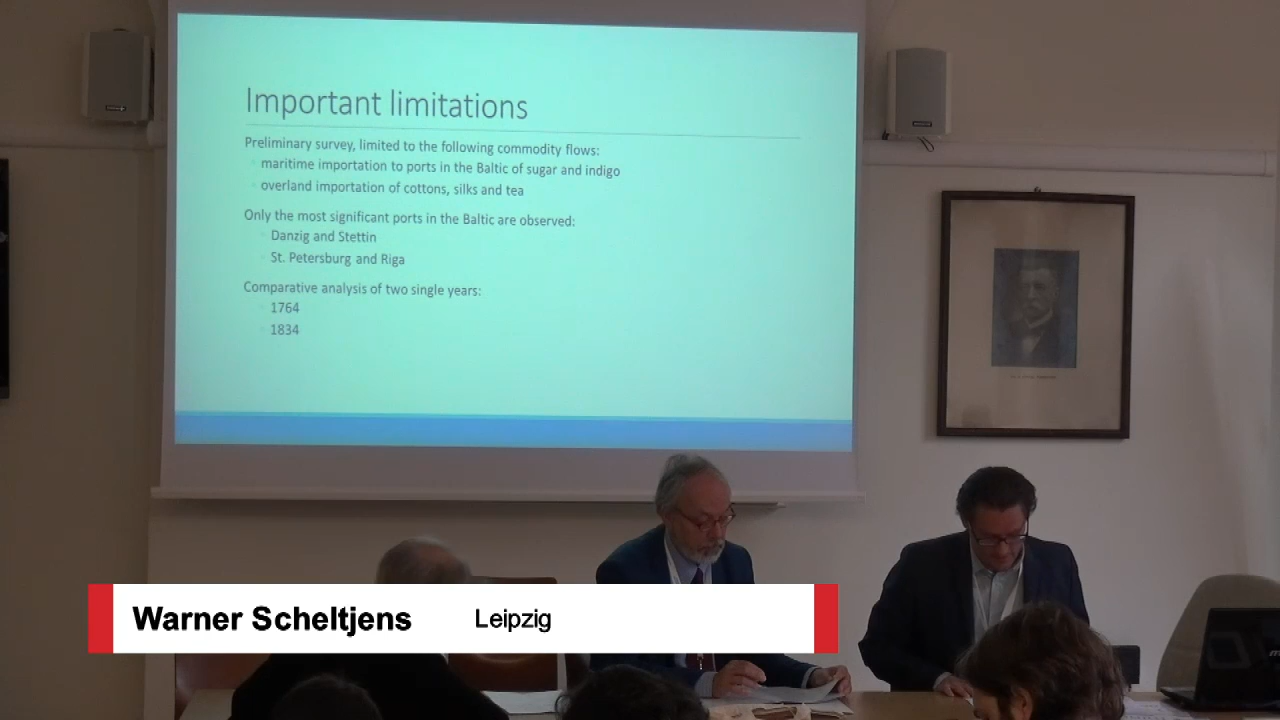 Important limitations
Preliminary survey, limited to the following commodity flows:
maritime importation to ports in the Baltic of sugar and indigo
overland importation of cottons, silks and tea
Only the most significant ports in the Baltic are observed:
Danzig and Stettin
St. Petersburg and Riga
Comparative analysis of two single years:
1764
1834
Warner Scheltjens Leipzig